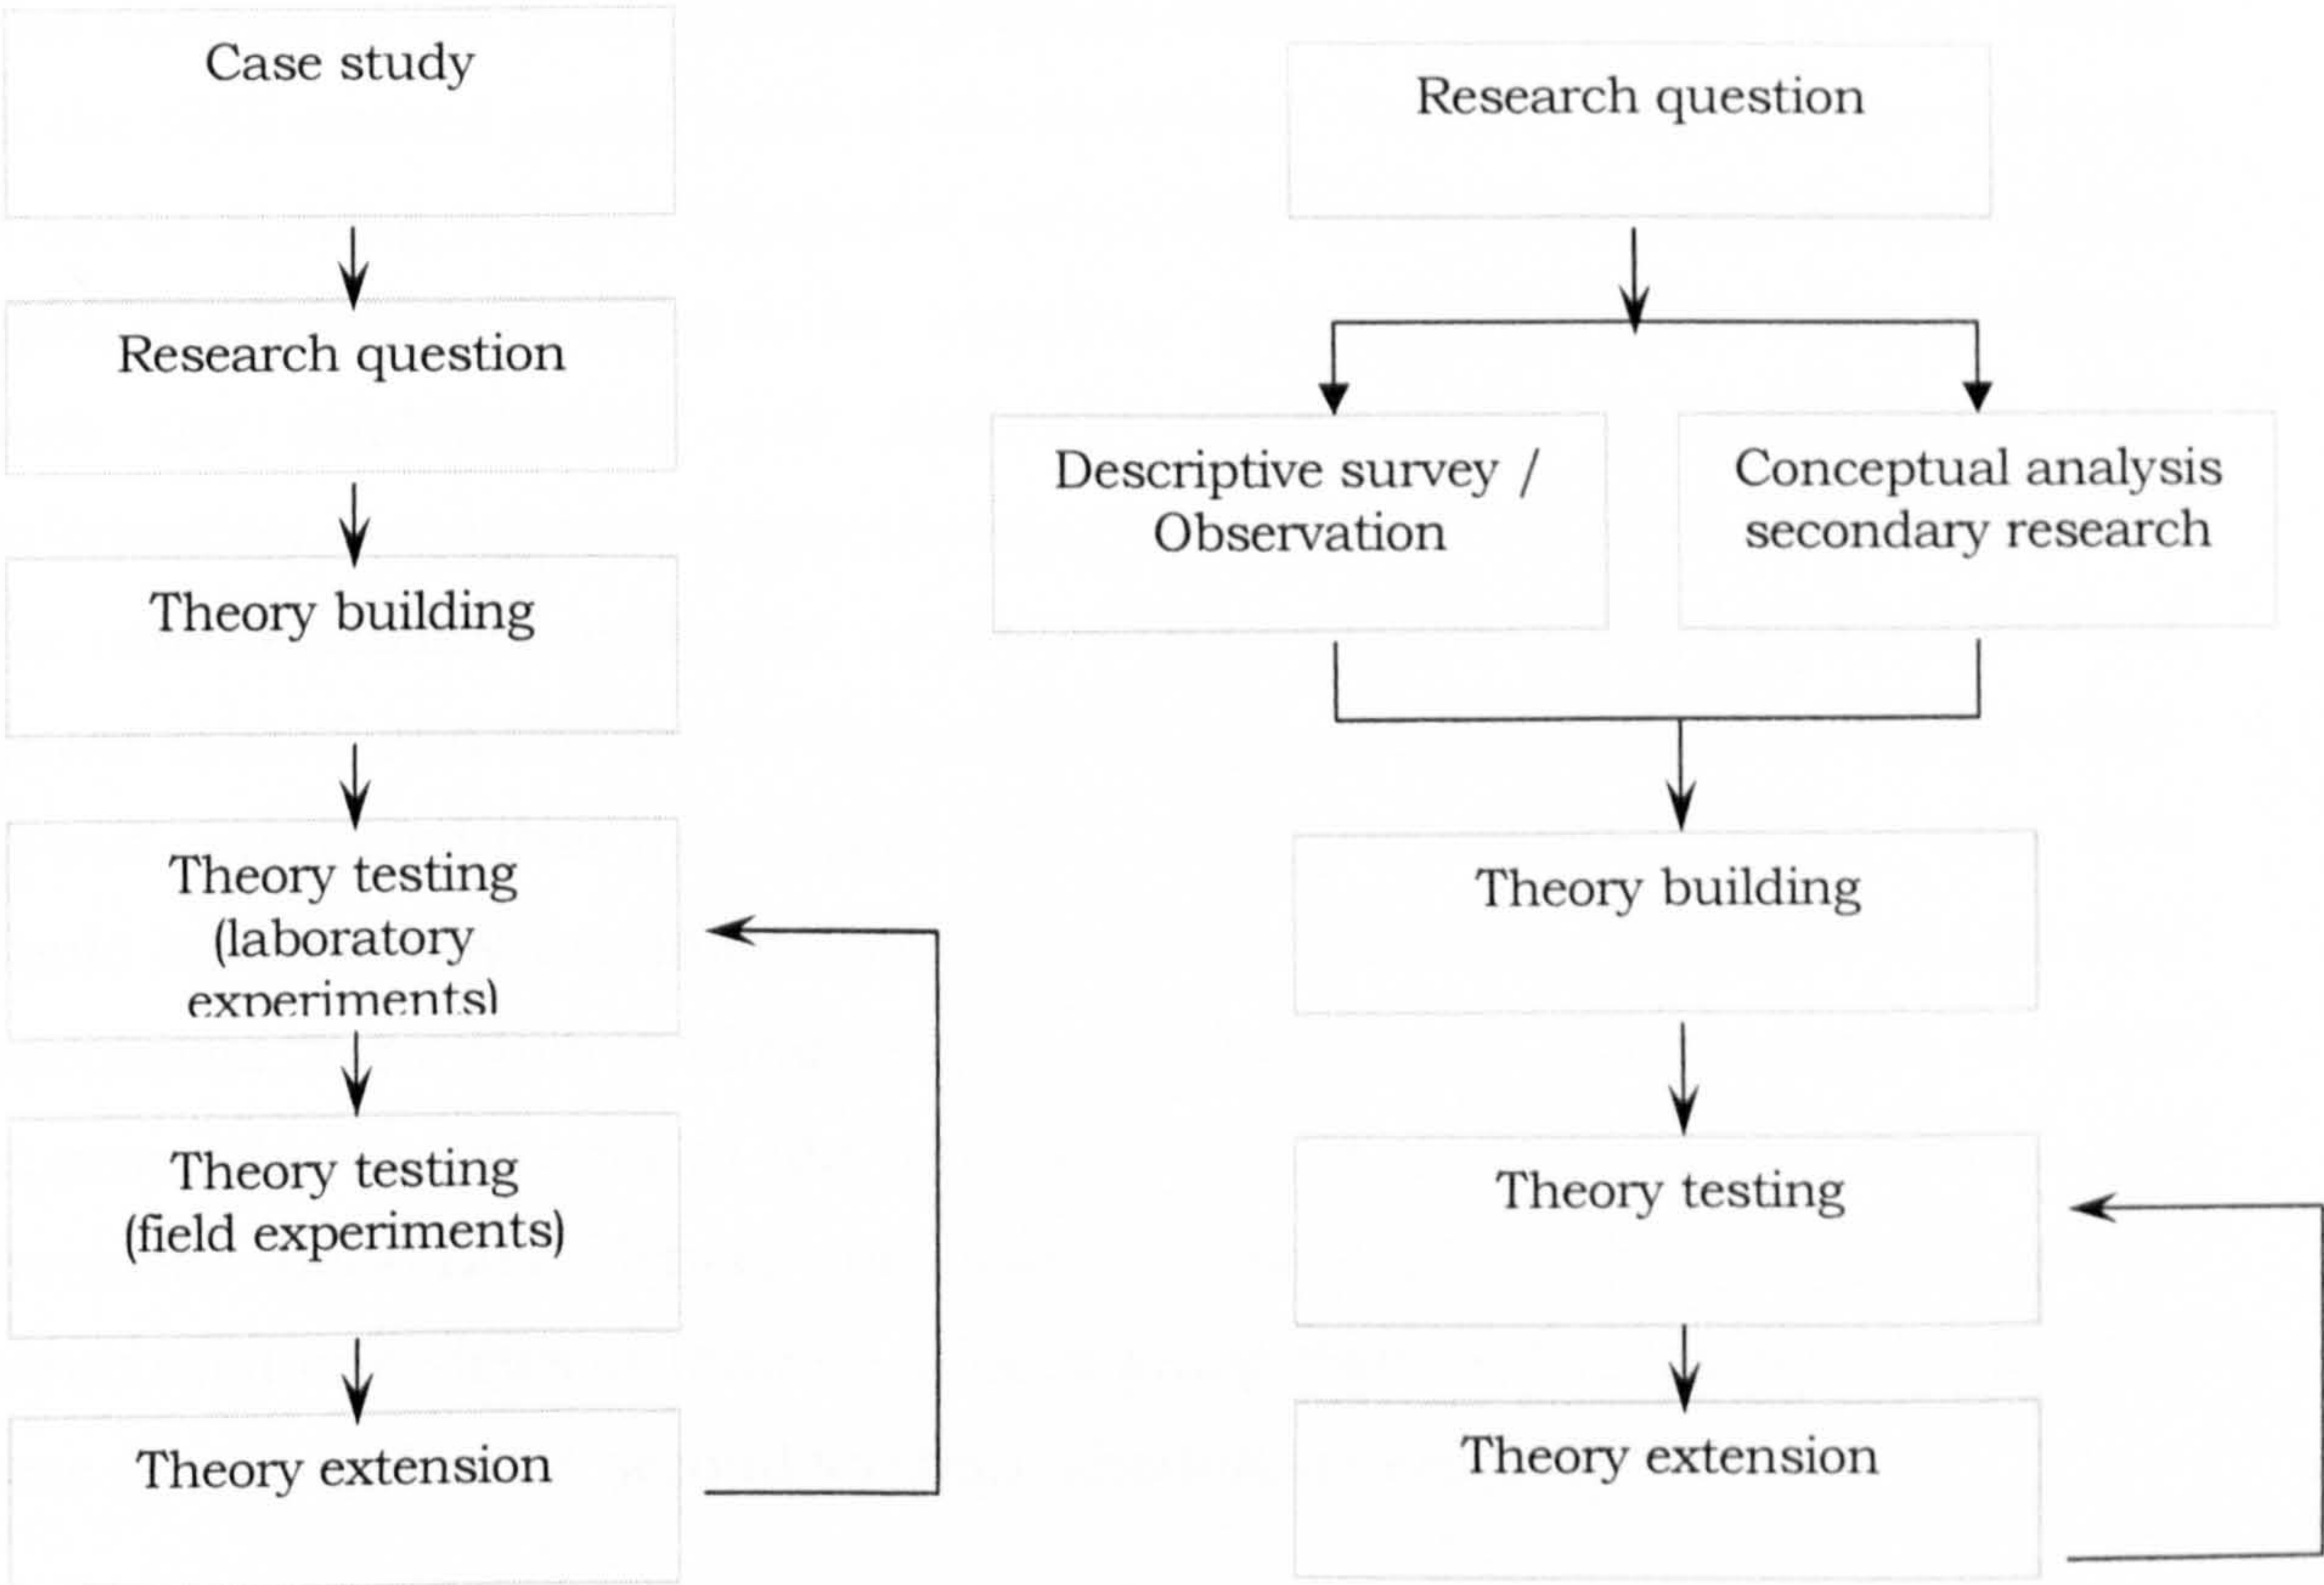 Case study
Research question
Theory building
Theory testing
(laboratory
experiments)
Theory testing
(field experiments)
Theory extension
Research question
Descriptive survey /
Observation
Conceptual analysis
secondary research
Theory building
Theory testing
Theory extension